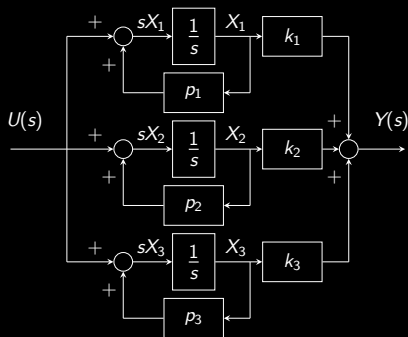 sX₁ 1/s X₁ k₁
+
+ p₁
U(s) + sX₂ 1/s X₂ k₂ + Y(s)
+ p₂ +
+ sX₃ 1/s X₃ k₃
+ p₃